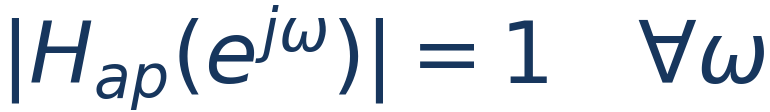 |H_{ap}(e^{jω})| = 1 ∀ω